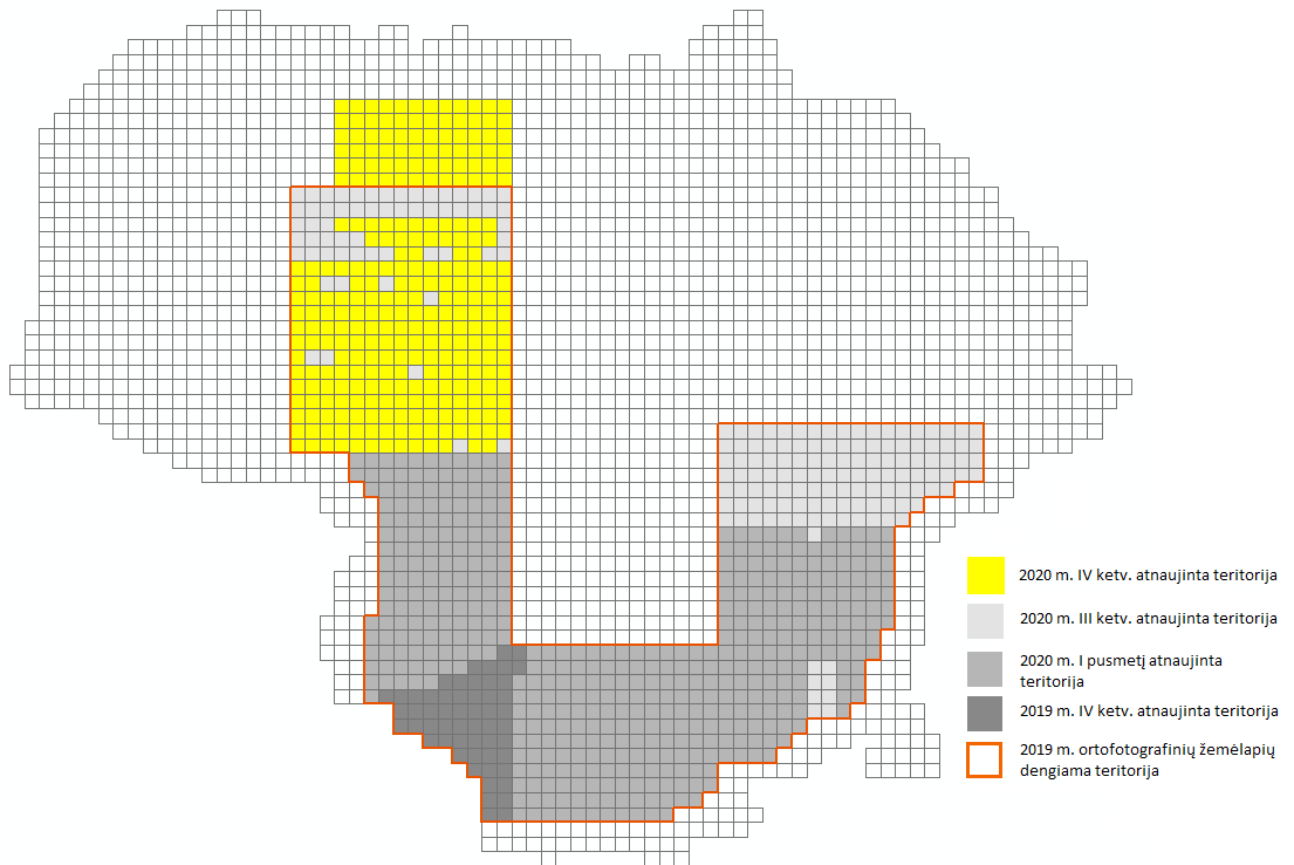 2020 m. IV ketv. atnaujinta teritorija
2020 m. III ketv. atnaujinta teritorija
2020 m. I pusmetį atnaujinta
teritorija
2019 m. IV ketv. atnaujinta teritorija
2019 m. ortofotografinių žemėlapių
dengiama teritorija